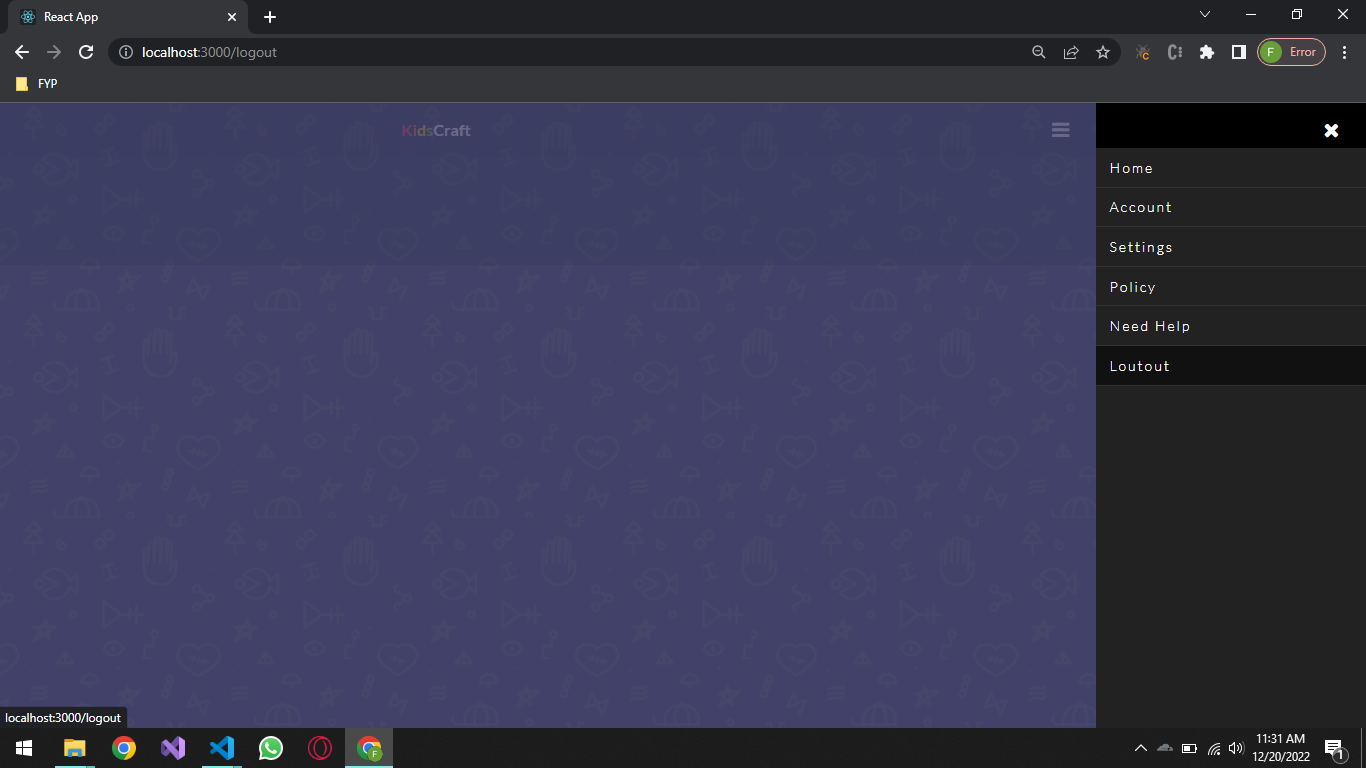 React App
localhost:3000/logout
F Error
FYP
KidsCraft
Home
Account
Settings
Policy
Need Help
Loutout
localhost:3000/logout
F
11:31 AM
12/20/2022
1